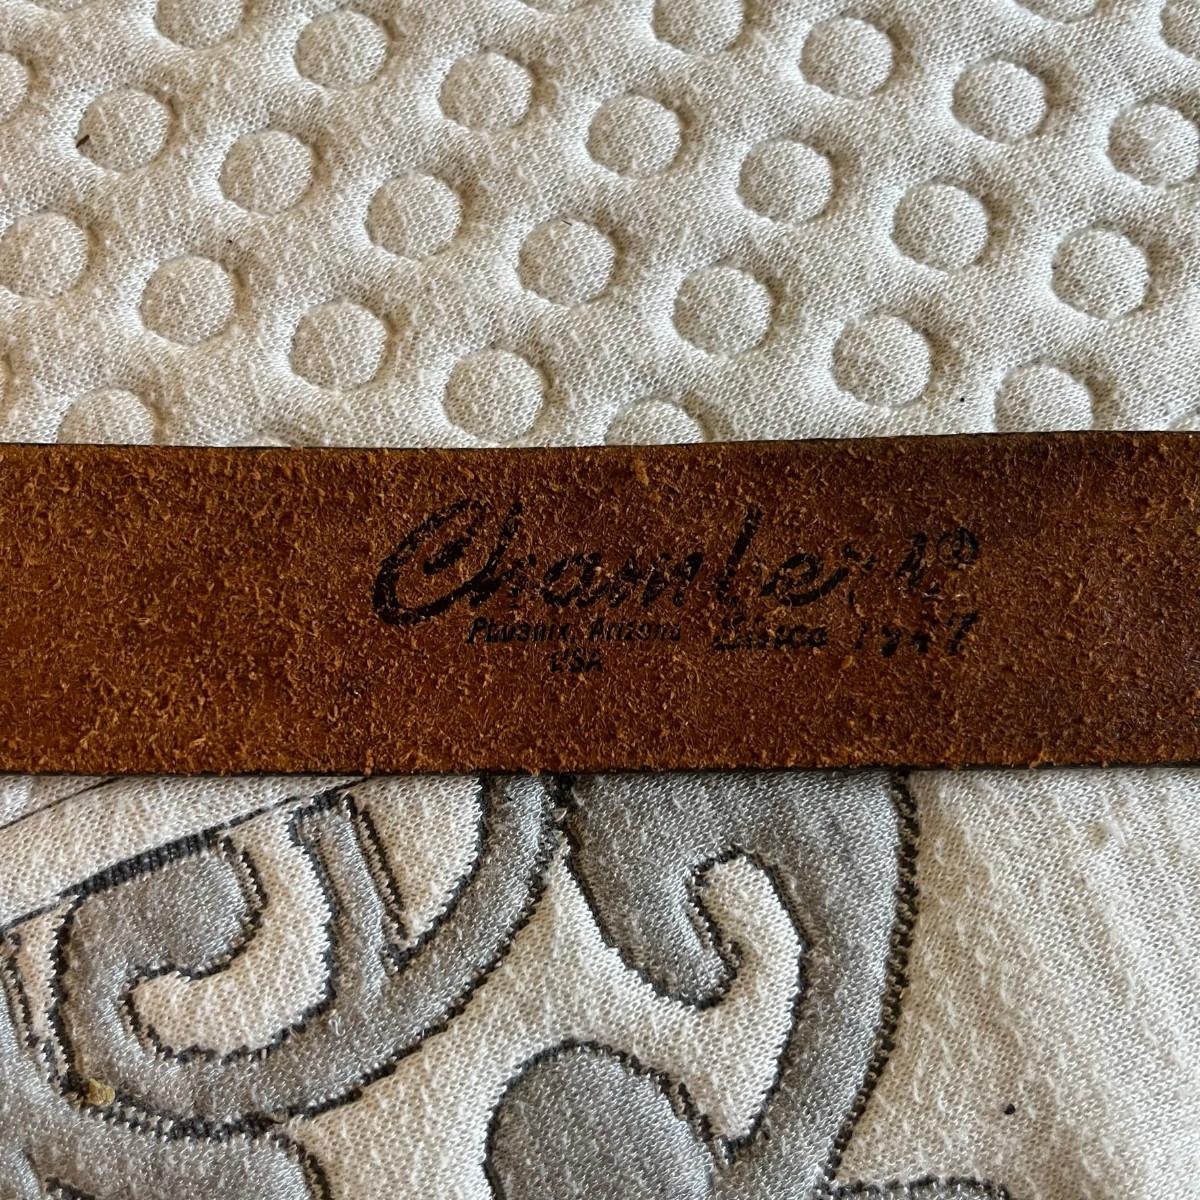 Chambers®
Phoenix, Arizona Since 1947
USA